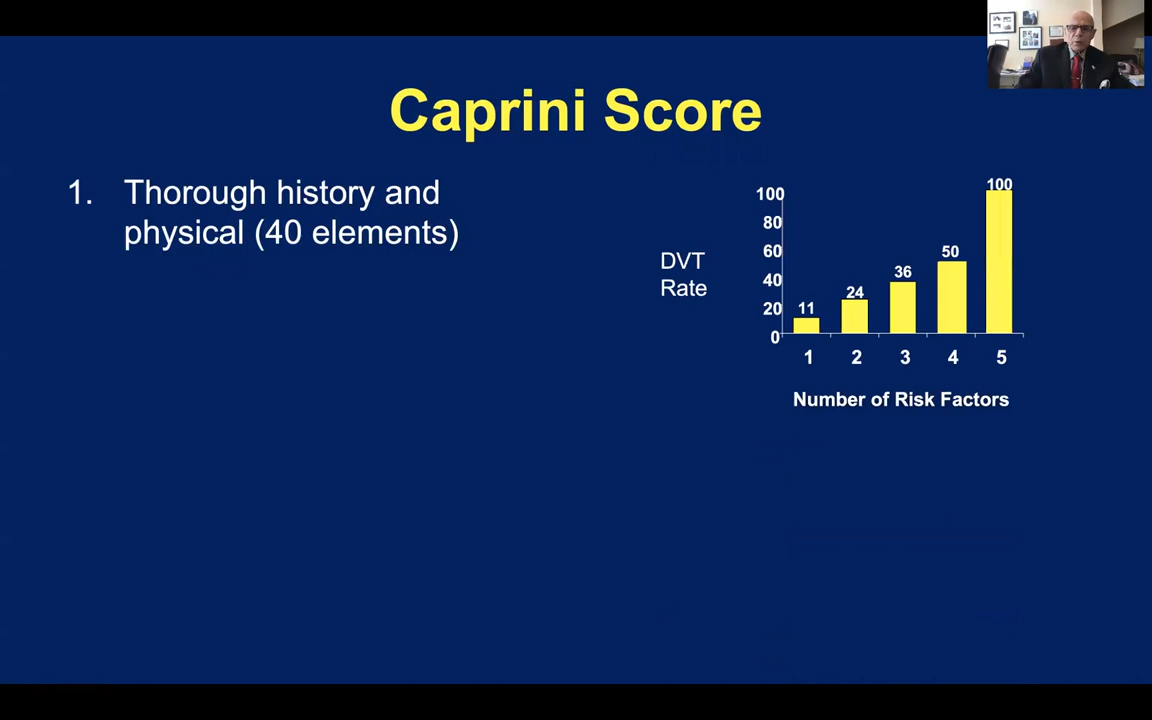 Caprini Score
1. Thorough history and
physical (40 elements)
DVT
Rate
100
80
60
40
20
0
11
24
36
50
100
1 2 3 4 5
Number of Risk Factors